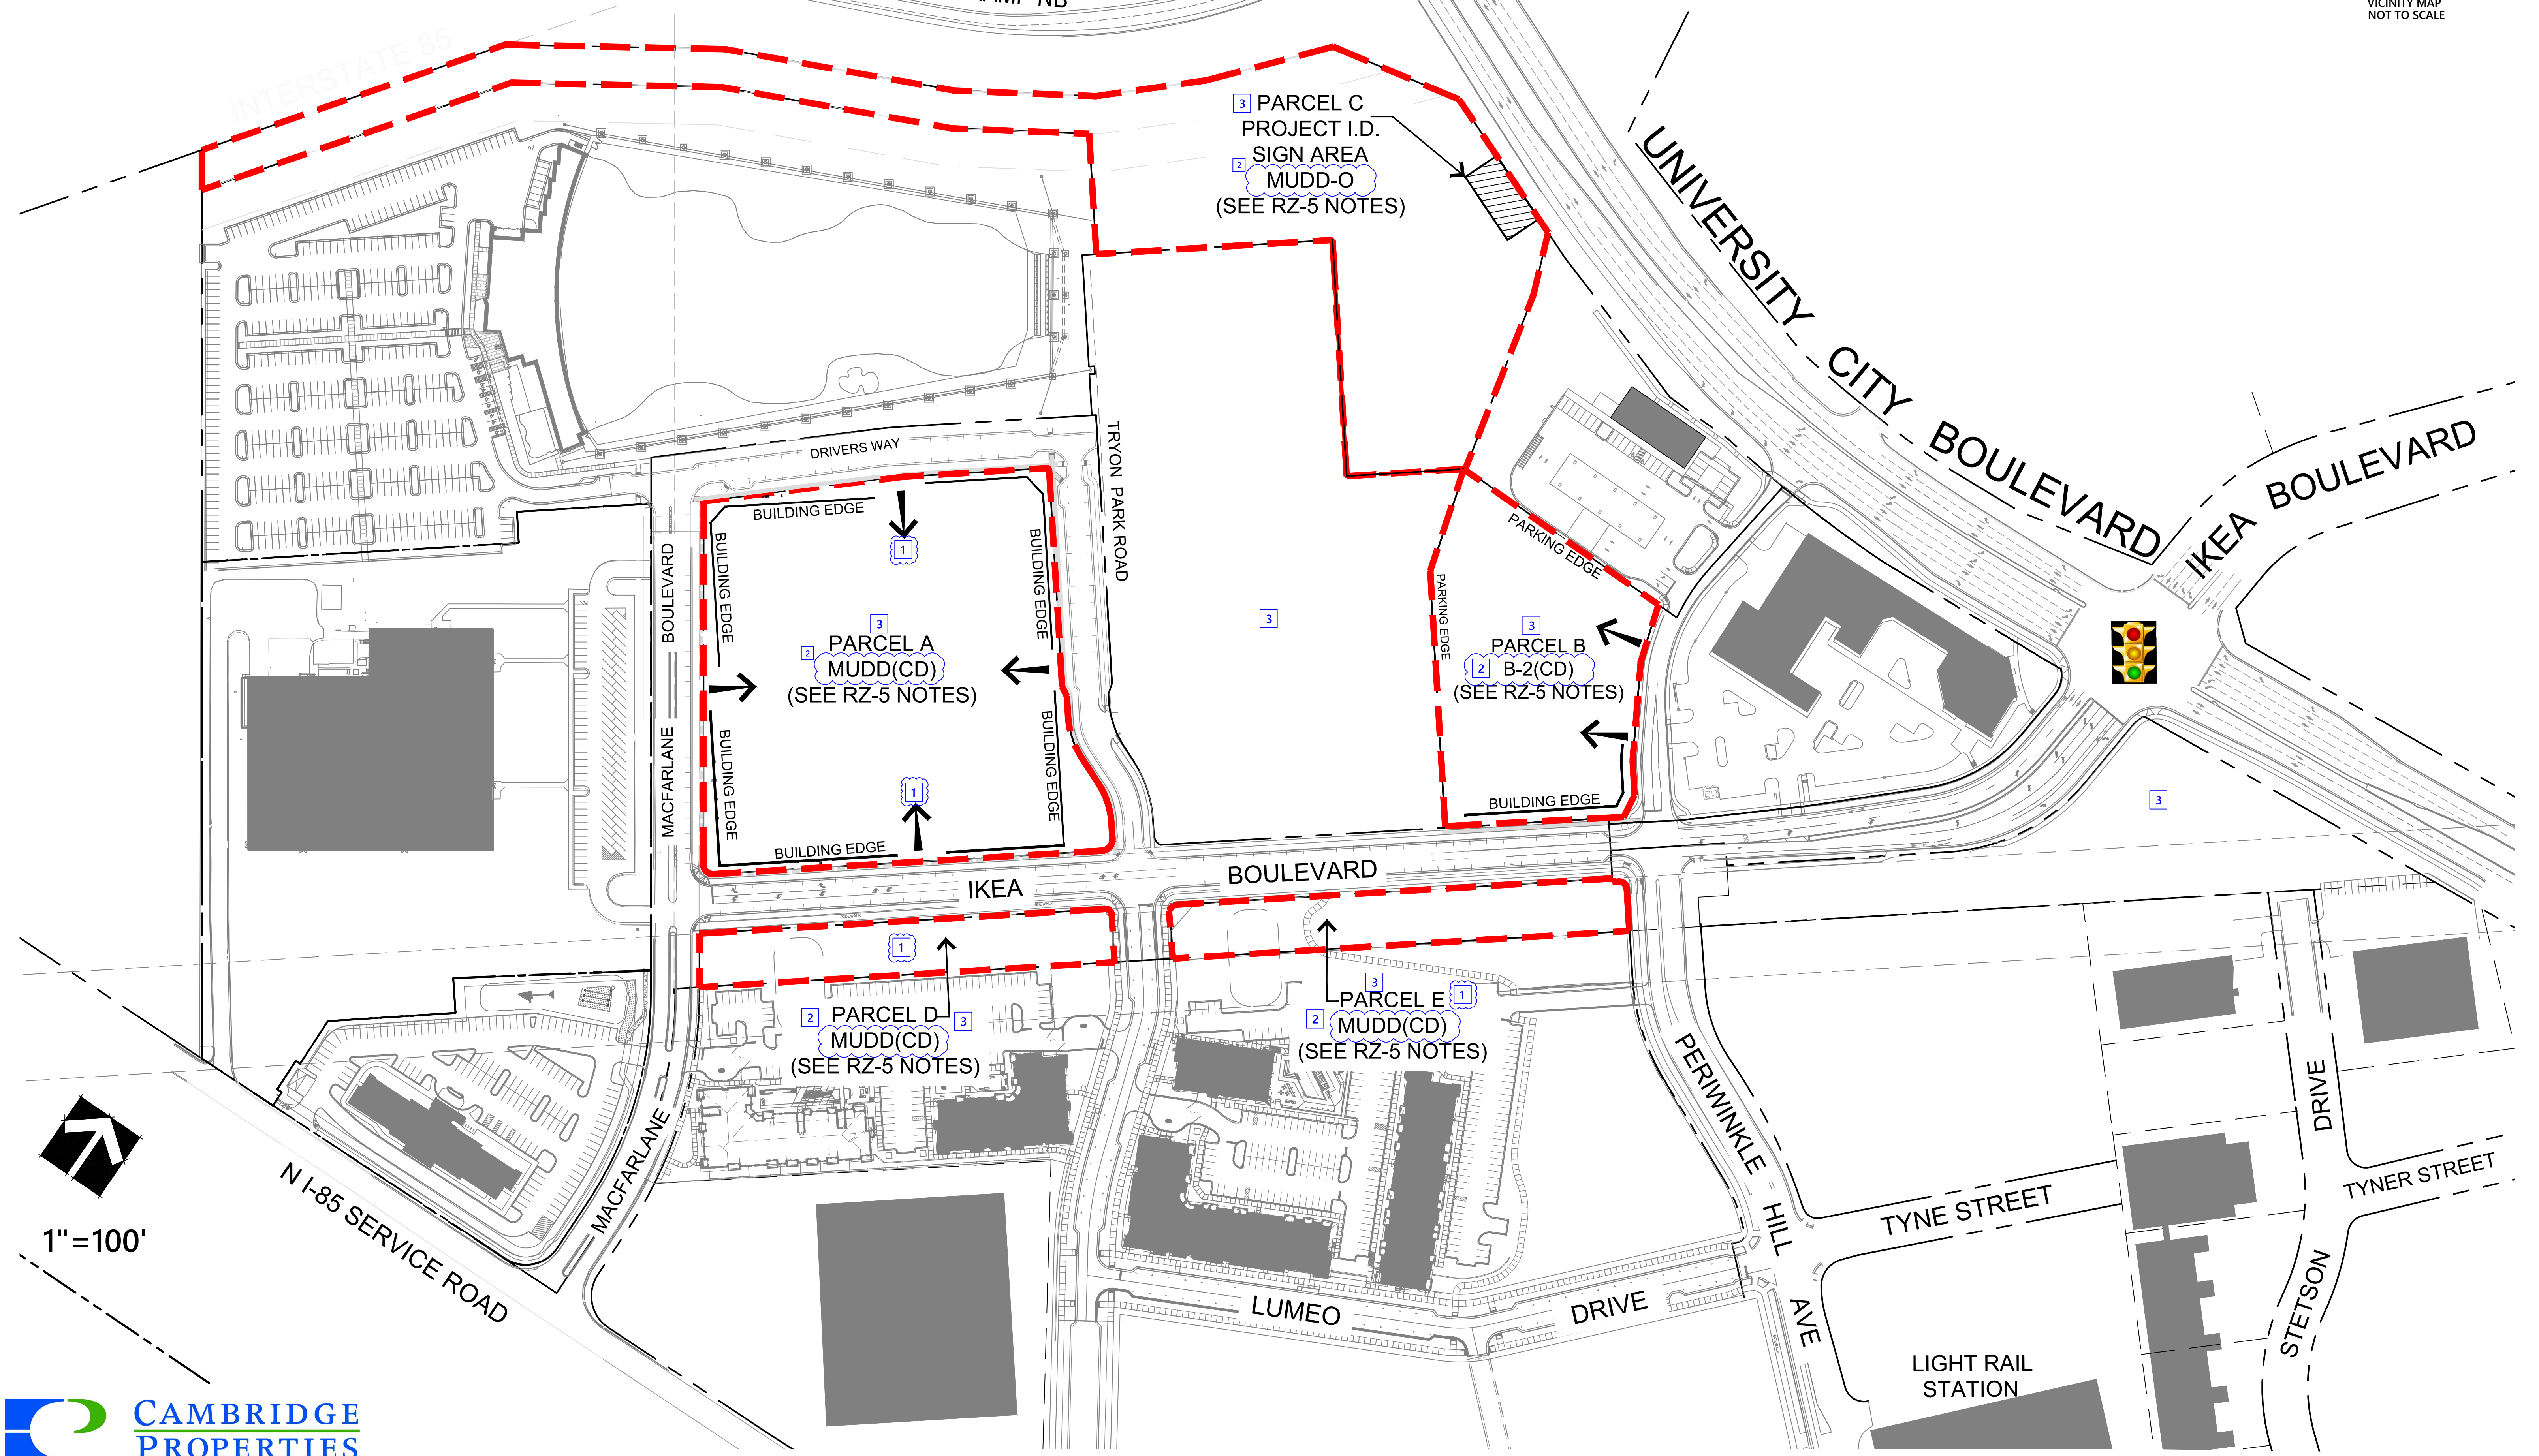 RAMP NB
VICINITY MAP
NOT TO SCALE
INTERSTATE 85
3 PARCEL C
PROJECT I.D.
SIGN AREA
2 MUDD-O
(SEE RZ-5 NOTES)
UNIVERSITY CITY BOULEVARD
IKEA BOULEVARD
DRIVERS WAY
TRYON PARK ROAD
MACFARLANE BOULEVARD
BUILDING EDGE
BUILDING EDGE
BUILDING EDGE
BUILDING EDGE
BUILDING EDGE
BUILDING EDGE
1
3
PARCEL A
2 MUDD(CD)
(SEE RZ-5 NOTES)
1
3
PARKING EDGE
PARKING EDGE
3
PARCEL B
2 B-2(CD)
(SEE RZ-5 NOTES)
BUILDING EDGE
3
IKEA BOULEVARD
SIDEWALK
SIDEWALK
1
2 PARCEL D 3
MUDD(CD)
(SEE RZ-5 NOTES)
3
PARCEL E 1
2 MUDD(CD)
(SEE RZ-5 NOTES)
1"=100'
N I-85 SERVICE ROAD
MACFARLANE
PERIWINKLE HILL AVE
TYNE STREET
TYNER STREET
STETSON DRIVE
LUMEO DRIVE
LIGHT RAIL
STATION
CAMBRIDGE
PROPERTIES